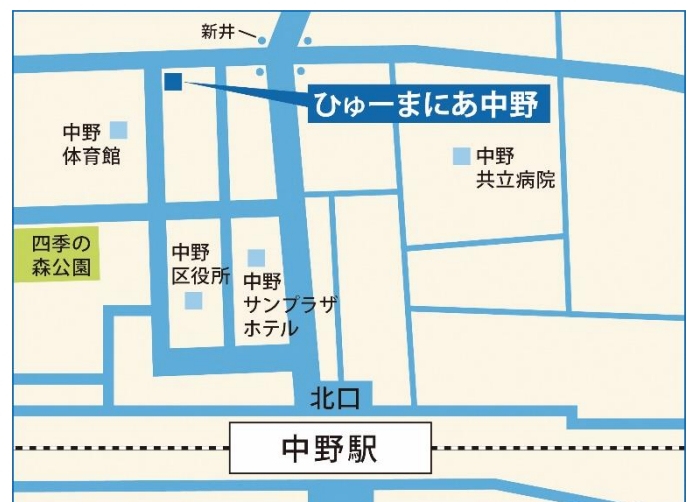 新井
ひゅーまにあ中野
中野
体育館
中野
共立病院
四季の
森公園
中野
区役所
中野
サンプラザ
ホテル
北口
中野駅